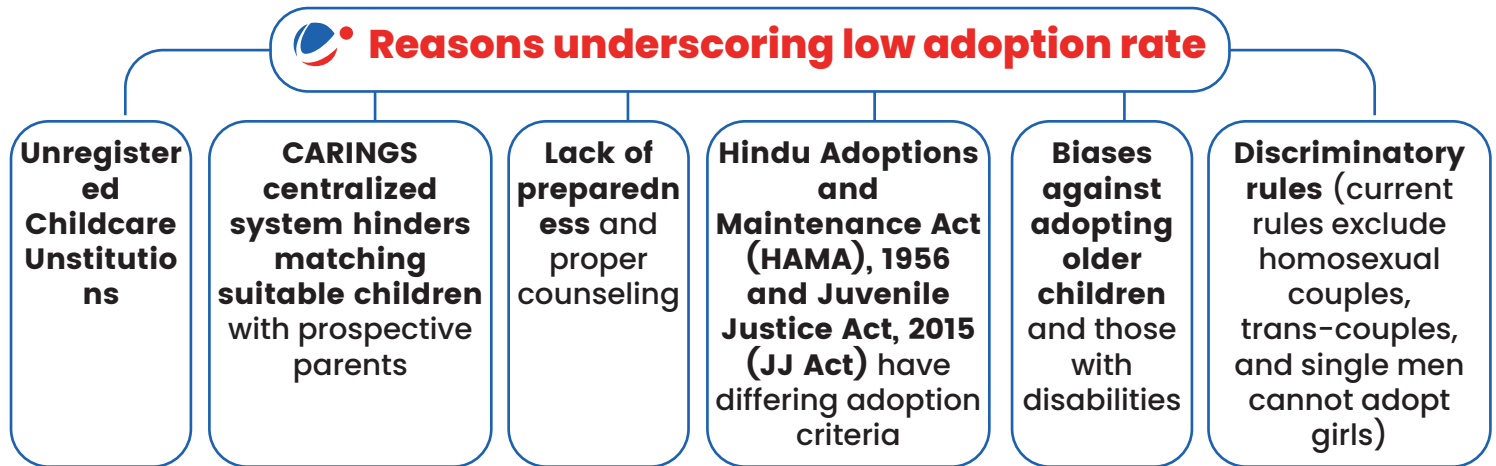 Reasons underscoring low adoption rate
Unregister
ed
Childcare
Unstitutio
ns
CARINGS
centralized
system hinders
matching
suitable children
with prospective
parents
Lack of
preparedn
ess and
proper
counseling
Hindu Adoptions
and
Maintenance Act
(HAMA), 1956
and Juvenile
Justice Act, 2015
(JJ Act) have
differing adoption
criteria
Biases
against
adopting
older
children
and those
with
disabilities
Discriminatory
rules (current
rules exclude
homosexual
couples,
trans-couples,
and single men
cannot adopt
girls)